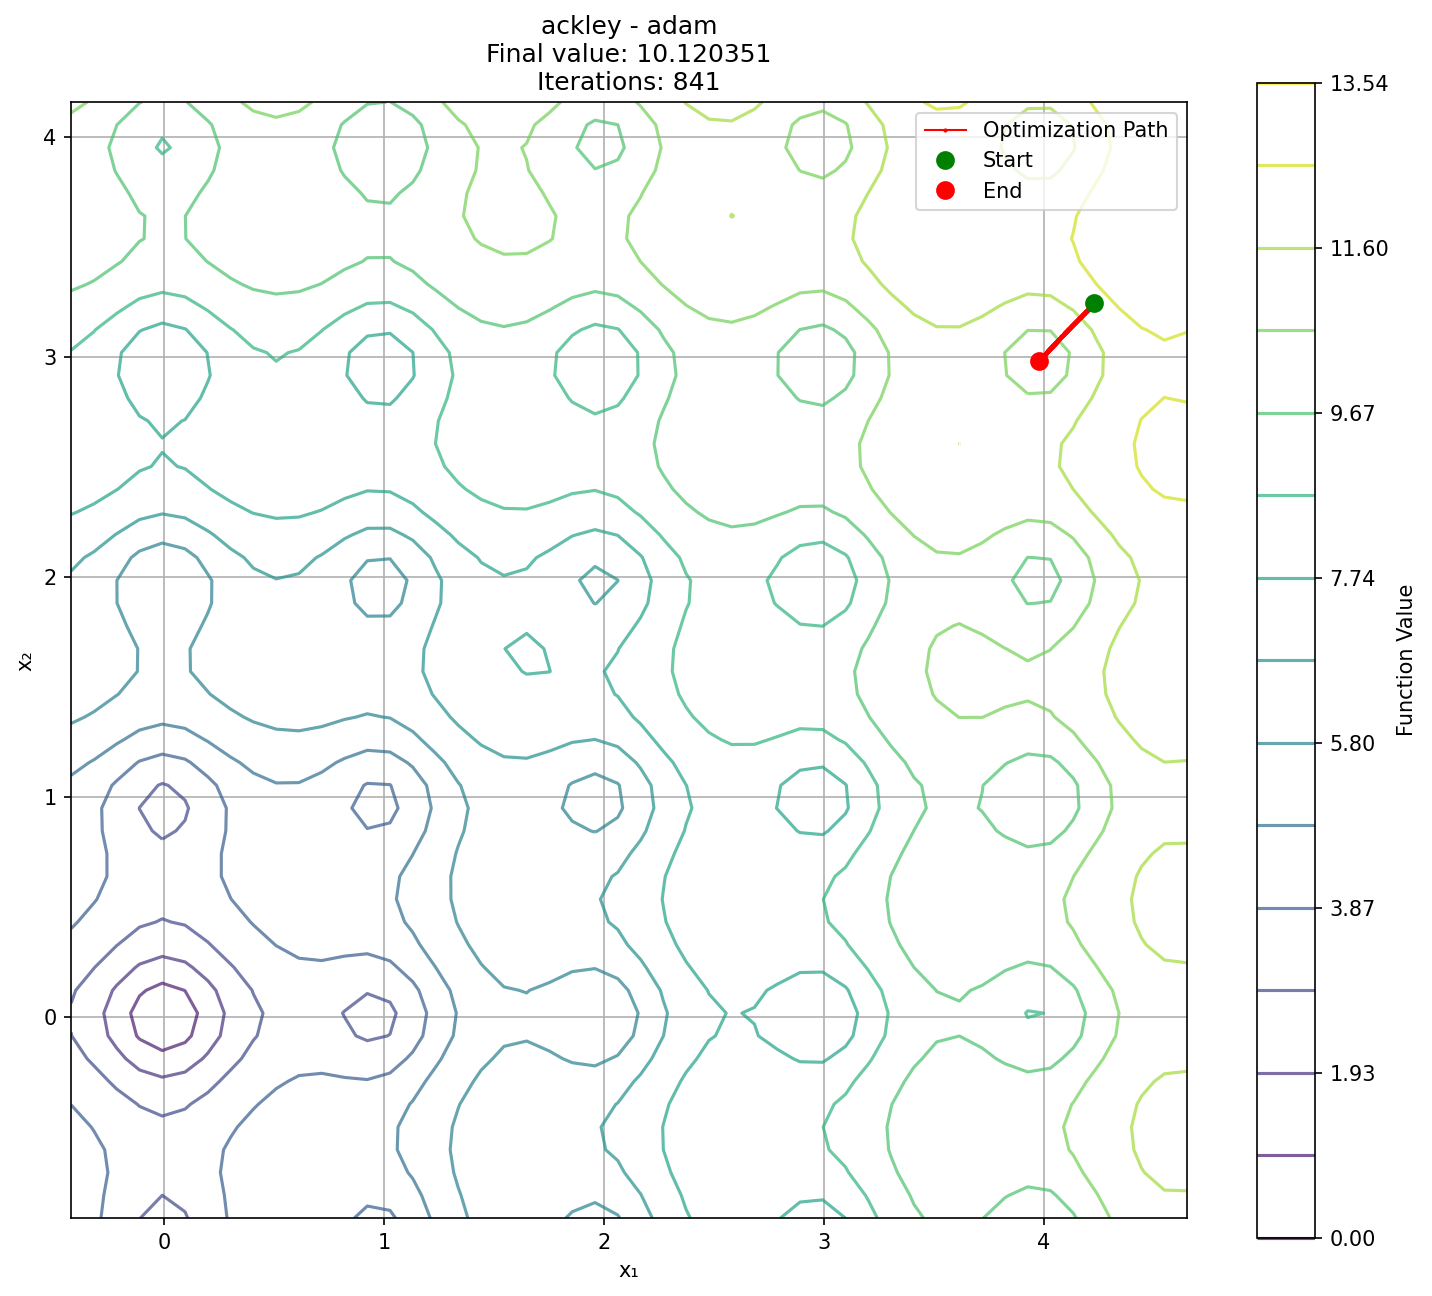 ackley - adam
Final value: 10.120351
Iterations: 841
Optimization Path
Start
End
4
3
2
1
0
x₂
0 1 2 3 4
x₁
13.54
11.60
9.67
7.74
5.80
3.87
1.93
0.00
Function Value